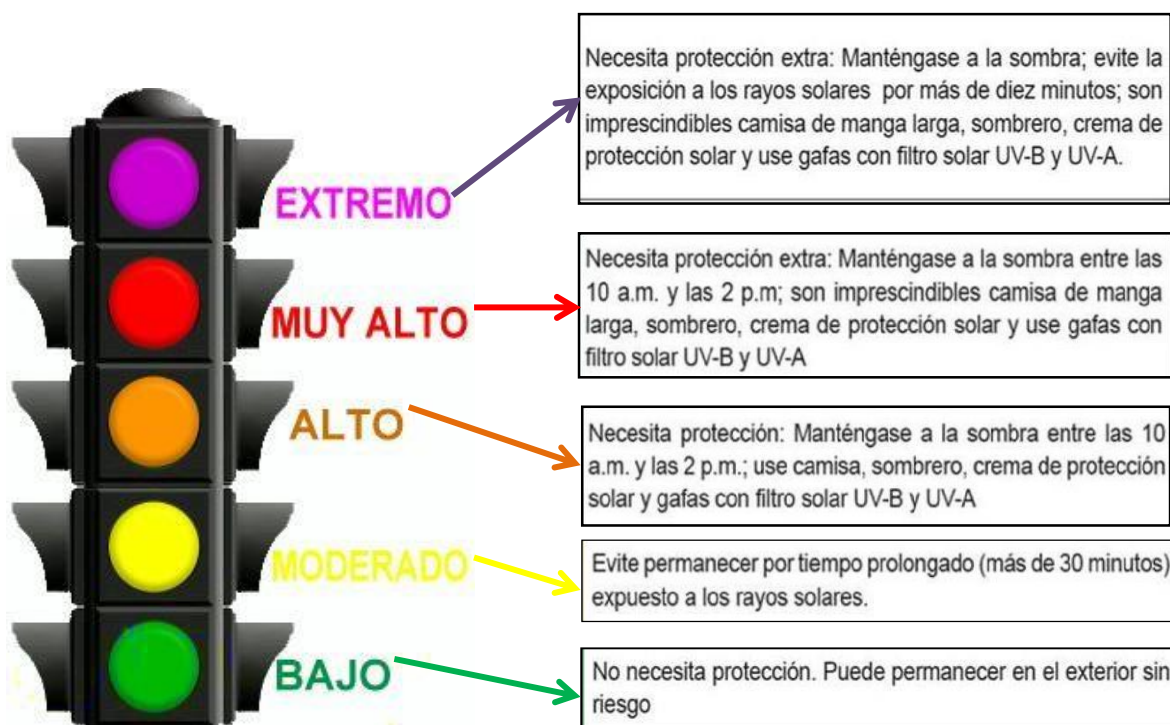 Necesita protección extra: Manténgase a la sombra; evite la
exposición a los rayos solares por más de diez minutos; son
imprescindibles camisa de manga larga, sombrero, crema de
protección solar y use gafas con filtro solar UV-B y UV-A.
EXTREMO
Necesita protección extra: Manténgase a la sombra entre las
10 a.m. y las 2 p.m; son imprescindibles camisa de manga
larga, sombrero, crema de protección solar y use gafas con
filtro solar UV-B y UV-A
MUY ALTO
Necesita protección: Manténgase a la sombra entre las 10
a.m. y las 2 p.m.; use camisa, sombrero, crema de protección
solar y gafas con filtro solar UV-B y UV-A
ALTO
Evite permanecer por tiempo prolongado (más de 30 minutos)
expuesto a los rayos solares.
MODERADO
No necesita protección. Puede permanecer en el exterior sin
riesgo
BAJO